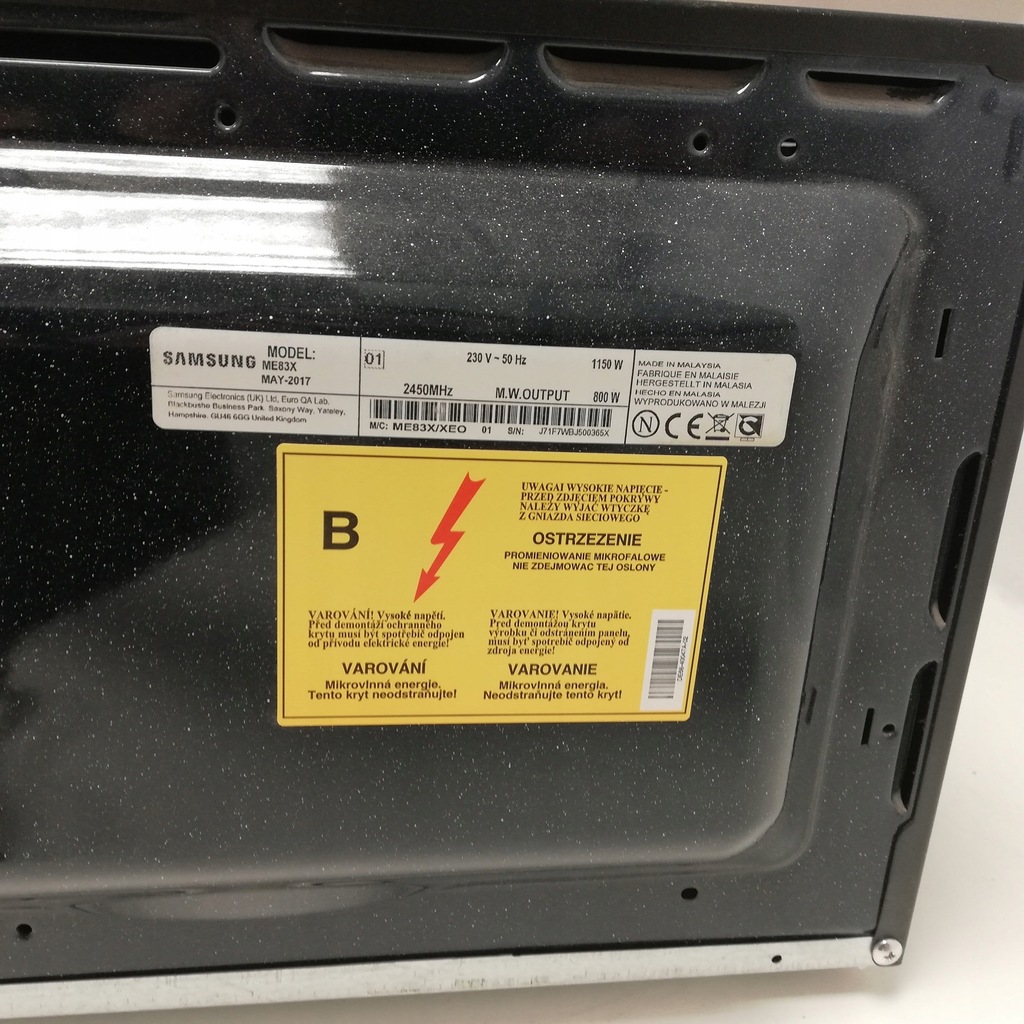 SAMSUNG
MODEL:
ME83X
MAY-2017
Samsung Electronics (UK) Ltd, Euro QA Lab.
Blackbushe Business Park. Saxony Way, Yateley,
Hampshire. GU46 6GG United Kingdom
01
230 V ~ 50 Hz 1150 W
2450MHz M.W.OUTPUT 800 W
M/C: ME83X/XEO 01 S/N: J71F7WBJ500365X
MADE IN MALAYSIA
FABRIQUE EN MALAISIE
HERGESTELLT IN MALASIA
HECHO EN MALASIA
WYPRODUKOWANO W MALEZJI
N CE
B
UWAGAI WYSOKIE NAPIĘCIE -
PRZED ZDJĘCIEM POKRYWY
NALEŻY WYJĄĆ WTYCZKĘ
Z GNIAZDA SIECIOWEGO
OSTRZEZENIE
PROMIENIOWANIE MIKROFALOWE
NIE ZDEJMOWAC TEJ OSLONY
VAROVÁNÍ! Vysoké napětí.
Před demontáží ochranného
krytu musí být spotřebič odpojen
od přívodu elektrické energie!
VAROVÁNÍ
Mikrovlnná energie.
Tento kryt neodstraňujte!
VAROVANIE! Vysoké napätie.
Pred demontážou krytu
výrobku či odstránením panelu,
musí byť spotrebič odpojený od
zdroja energie!
VAROVANIE
Mikrovlnná energia.
Neodstraňujte tento kryt!